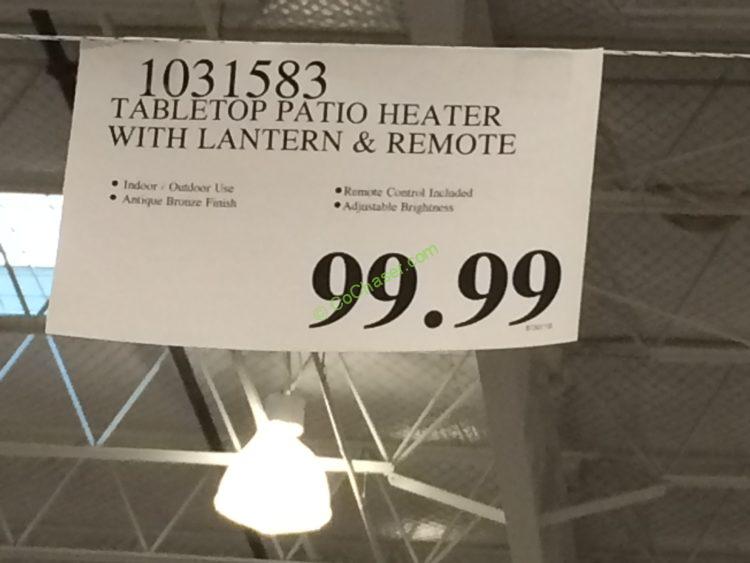 1031583
TABLETOP PATIO HEATER
WITH LANTERN & REMOTE
• Indoor / Outdoor Use
• Antique Bronze Finish
• Remote Control Included
• Adjustable Brightness
99.99
© CoChaser.com